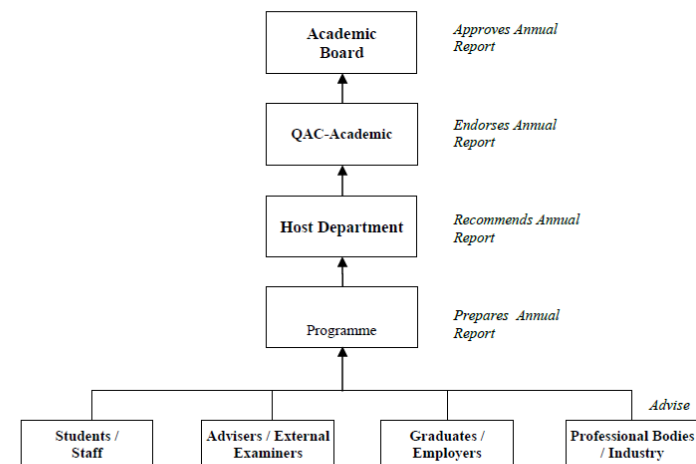 Academic
Board
Approves Annual
Report
QAC-Academic
Endorses Annual
Report
Host Department
Recommends Annual
Report
Programme
Prepares Annual
Report
Advise
Students /
Staff
Advisers / External
Examiners
Graduates /
Employers
Professional Bodies
/ Industry